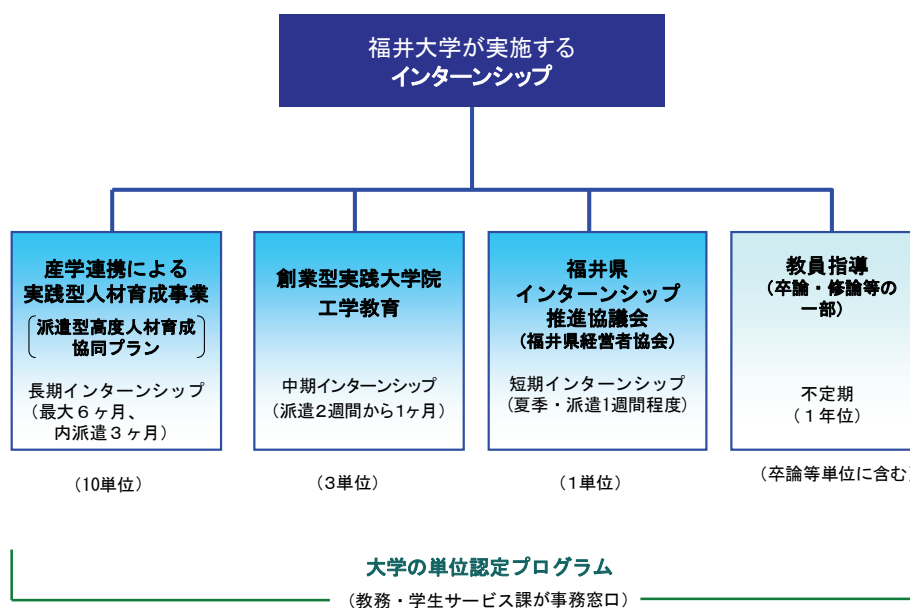 福井大学が実施する
インターンシップ
産学連携による
実践型人材育成事業
派遣型高度人材育成
協同プラン
長期インターンシップ
(最大6ヶ月、
内派遣3ヶ月)
(10単位)
創業型実践大学院
工学教育
中期インターンシップ
(派遣2週間から1ヶ月)
(3単位)
福井県
インターンシップ
推進協議会
(福井県経営者協会)
短期インターンシップ
(夏季・派遣1週間程度)
(1単位)
教員指導
(卒論・修論等の
一部)
不定期
(1年位)
(卒論等単位に含む)
大学の単位認定プログラム
(教務・学生サービス課が事務窓口)